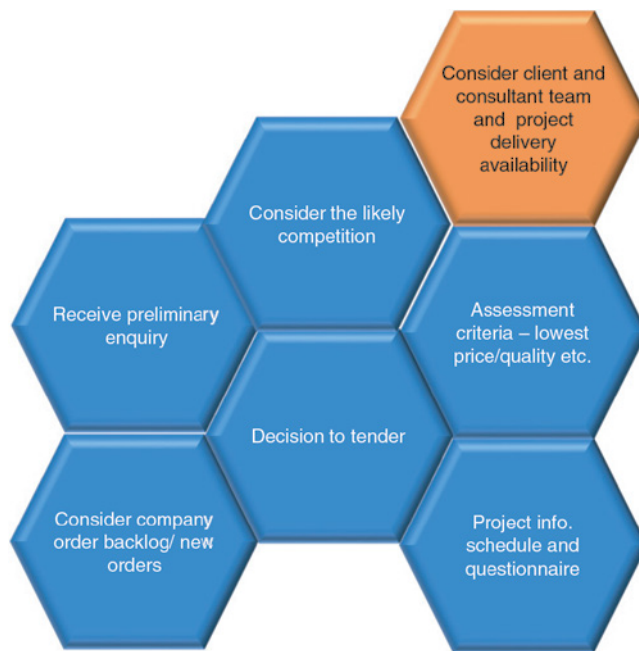 Consider client and
consultant team
and project
delivery
availability
Consider the likely
competition
Receive preliminary
enquiry
Assessment
criteria – lowest
price/quality etc.
Decision to tender
Consider company
order backlog/ new
orders
Project info.
schedule and
questionnaire